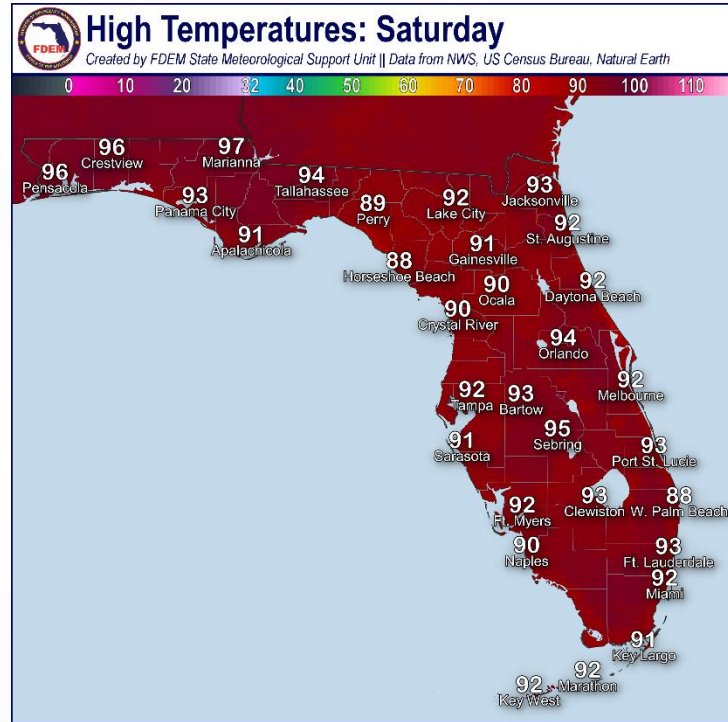 FDEM
High Temperatures: Saturday
Created by FDEM State Meteorological Support Unit || Data from NWS, US Census Bureau, Natural Earth
0 10 20 32 40 50 60 70 80 90 100 110
96
Pensacola
96
Crestview
97
Marianna
93
Panama City
94
Tallahassee
91
Apalachicola
89
Perry
92
Lake City
93
Jacksonville
92
St. Augustine
91
Gainesville
88
Horseshoe Beach
90
Ocala
92
Daytona Beach
90
Crystal River
94
Orlando
92
Melbourne
92
Tampa
93
Bartow
95
Sebring
91
Sarasota
93
Port St. Lucie
92
Ft. Myers
93
Clewiston
88
W. Palm Beach
90
Naples
93
Ft. Lauderdale
92
Miami
91
Key Largo
92
Marathon
92
Key West